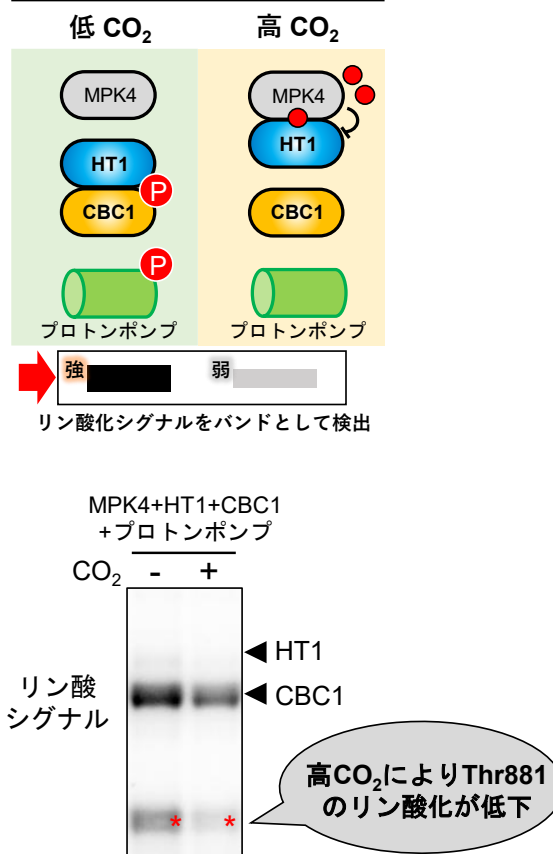 低 CO₂ 高 CO₂
MPK4 MPK4
HT1 HT1
P
CBC1 CBC1
P
プロトンポンプ プロトンポンプ
強 弱
リン酸化シグナルをバンドとして検出
MPK4+HT1+CBC1
+プロトンポンプ
CO₂ - +
HT1
CBC1
リン酸
シグナル
* *
高CO₂によりThr881
のリン酸化が低下